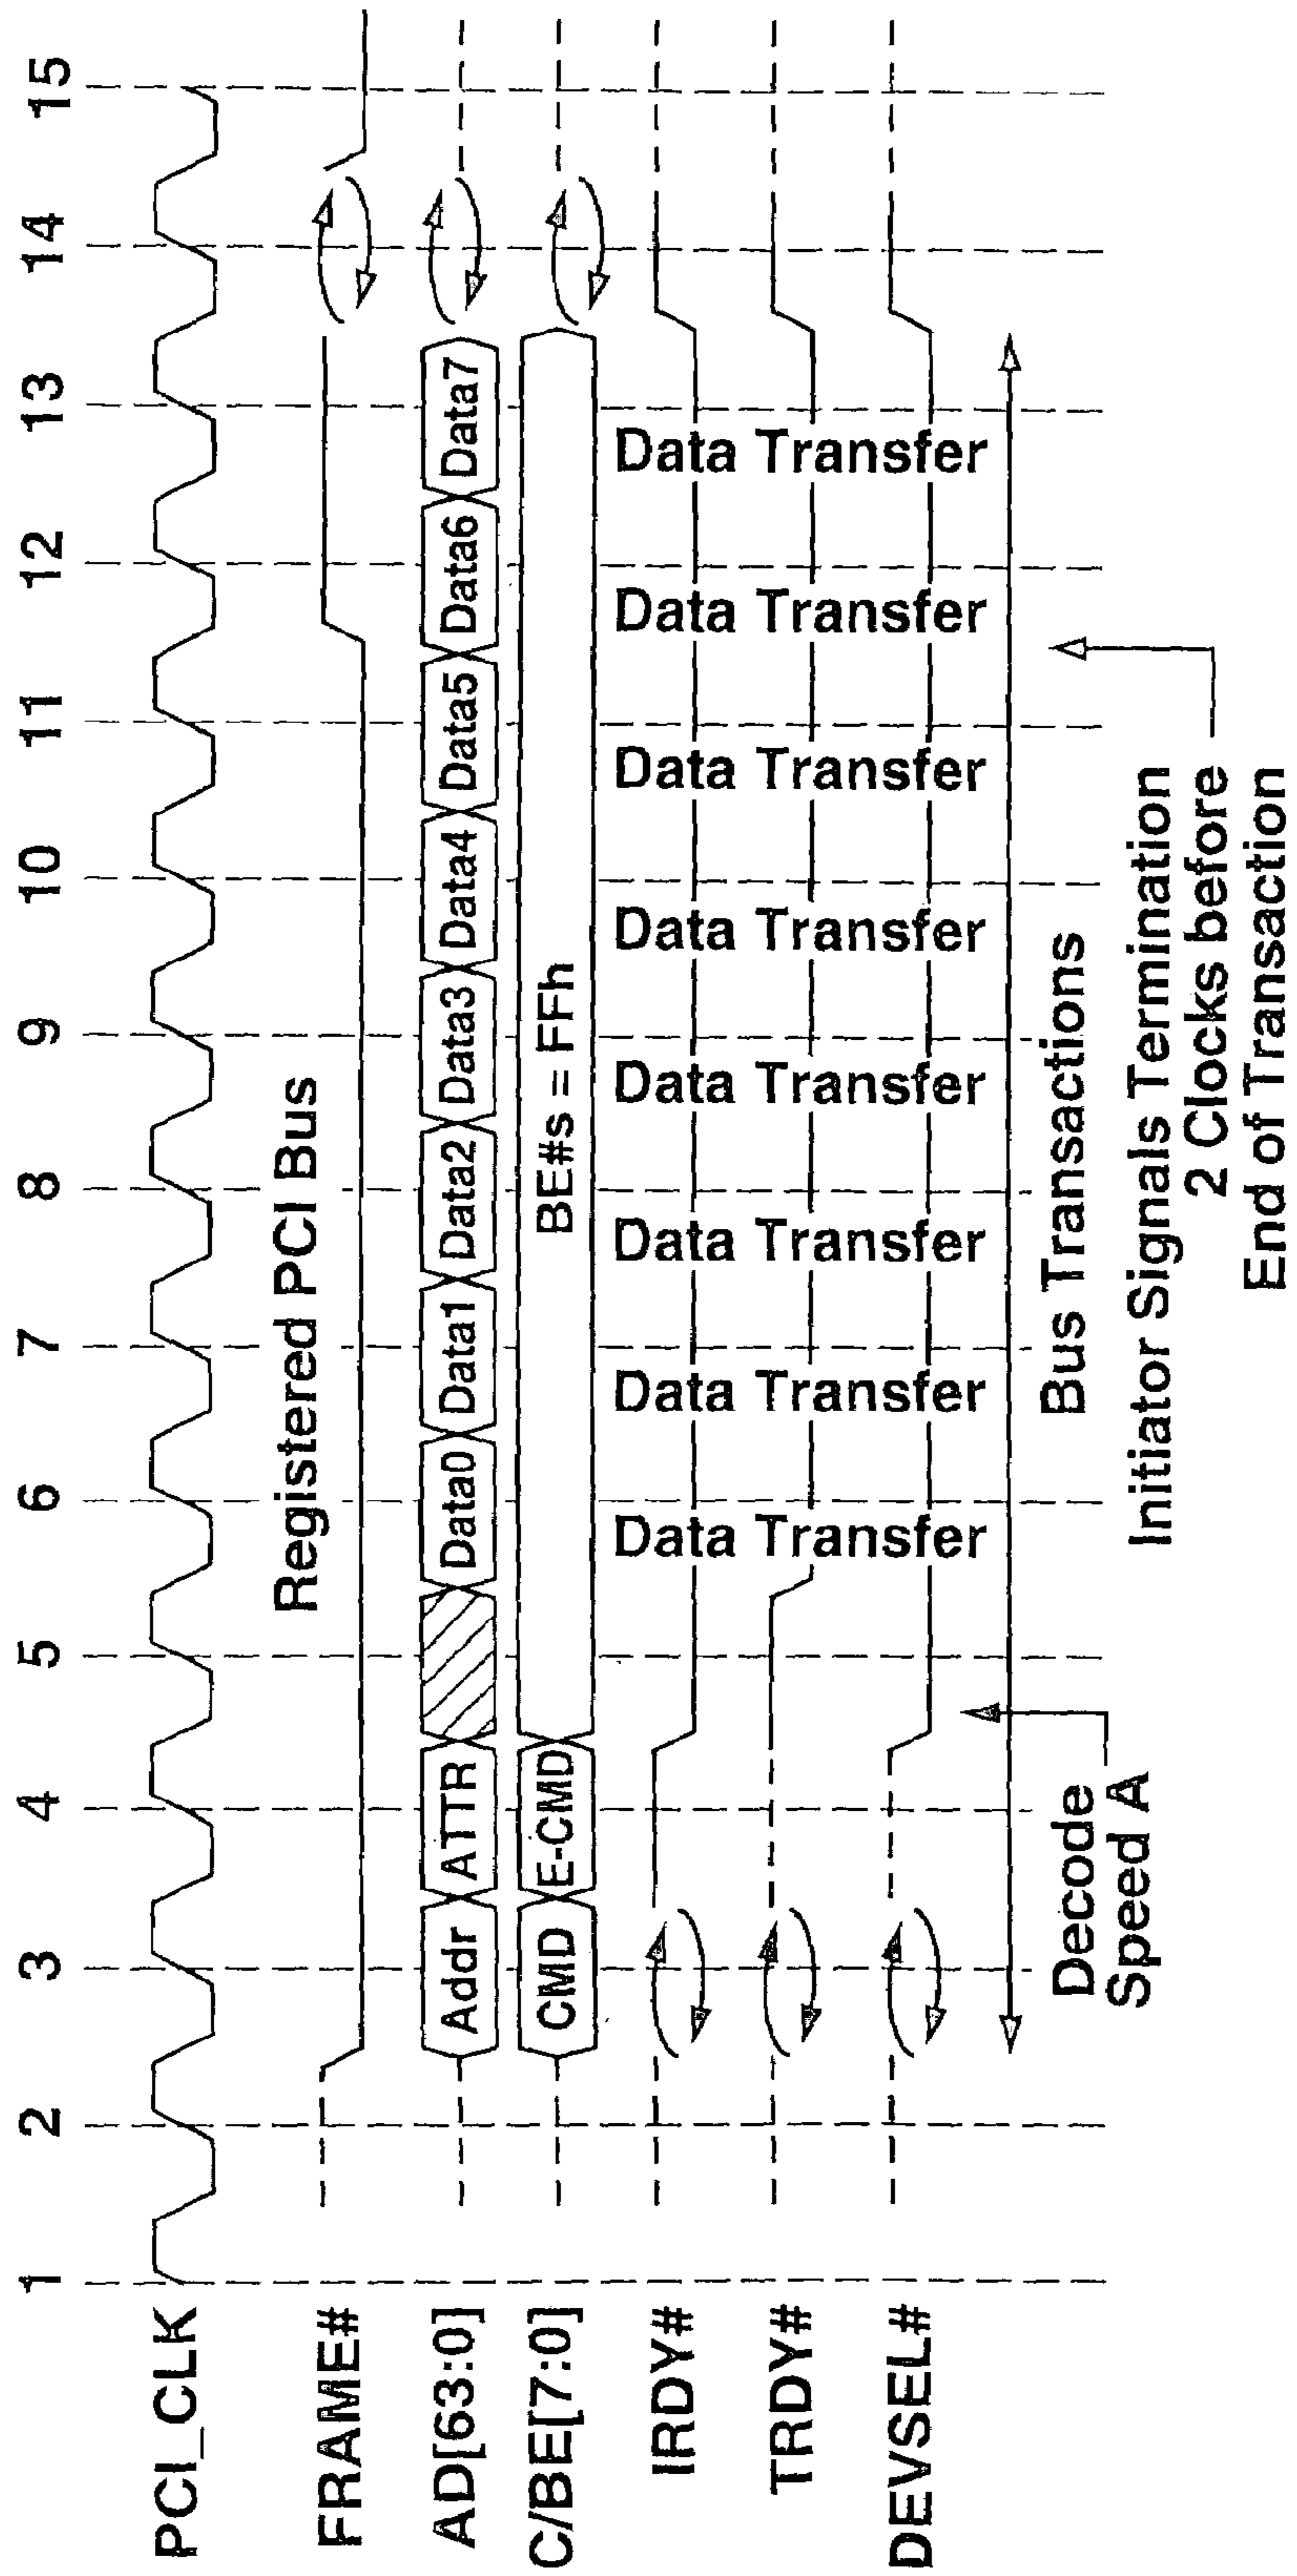 1 2 3 4 5 6 7 8 9 10 11 12 13 14 15
PCI_CLK
Registered PCI Bus
FRAME#
AD[63:0] Addr ATTR Data0 Data1 Data2 Data3 Data4 Data5 Data6 Data7
C/BE[7:0] CMD E-CMD BE#s = FFh
IRDY#
TRDY#
DEVSEL#
Data Transfer Data Transfer Data Transfer Data Transfer Data Transfer Data Transfer Data Transfer Data Transfer
Bus Transactions
Decode
Speed A
Initiator Signals Termination
2 Clocks before
End of Transaction